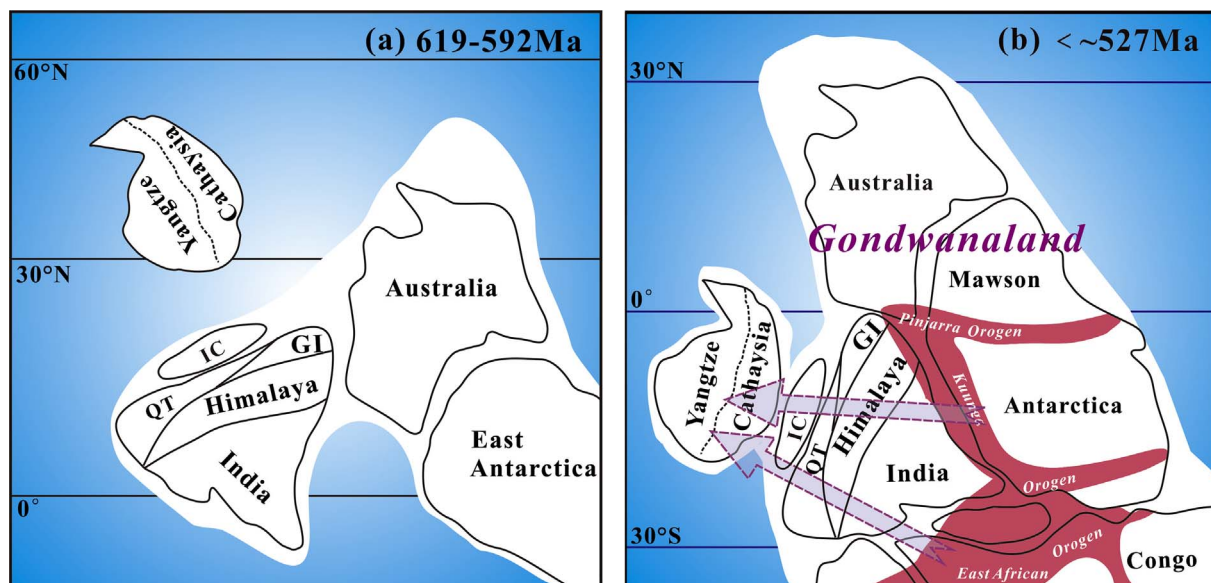 (a) 619-592Ma
60°N
Cathaysia
Yangtze
30°N
Australia
IC
GI
QT
Himalaya
India
East
Antarctica
0°
(b) < ~527Ma
30°N
Australia
Gondwanaland
Mawson
0°
Pinjarra Orogen
GI
Yangtze
Cathaysia
Himalaya
Kuunga
Antarctica
IC
QT
India
Orogen
30°S
Orogen
East African
Congo